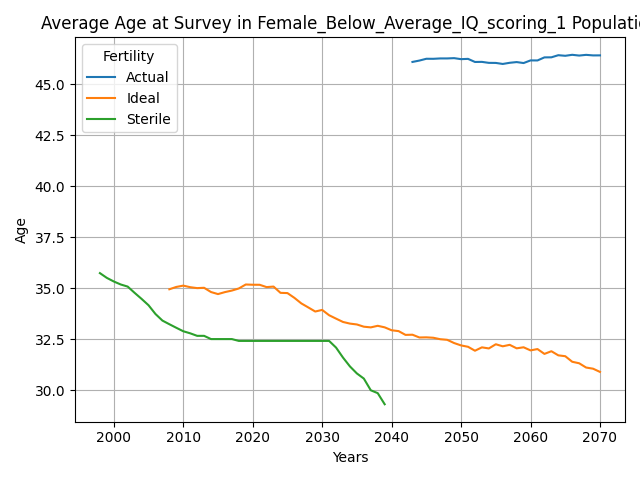 Average Age at Survey in Female_Below_Average_IQ_scoring_1 Populatio
Fertility
Actual
Ideal
Sterile
45.0
42.5
40.0
37.5
35.0
32.5
30.0
Age
2000 2010 2020 2030 2040 2050 2060 2070
Years